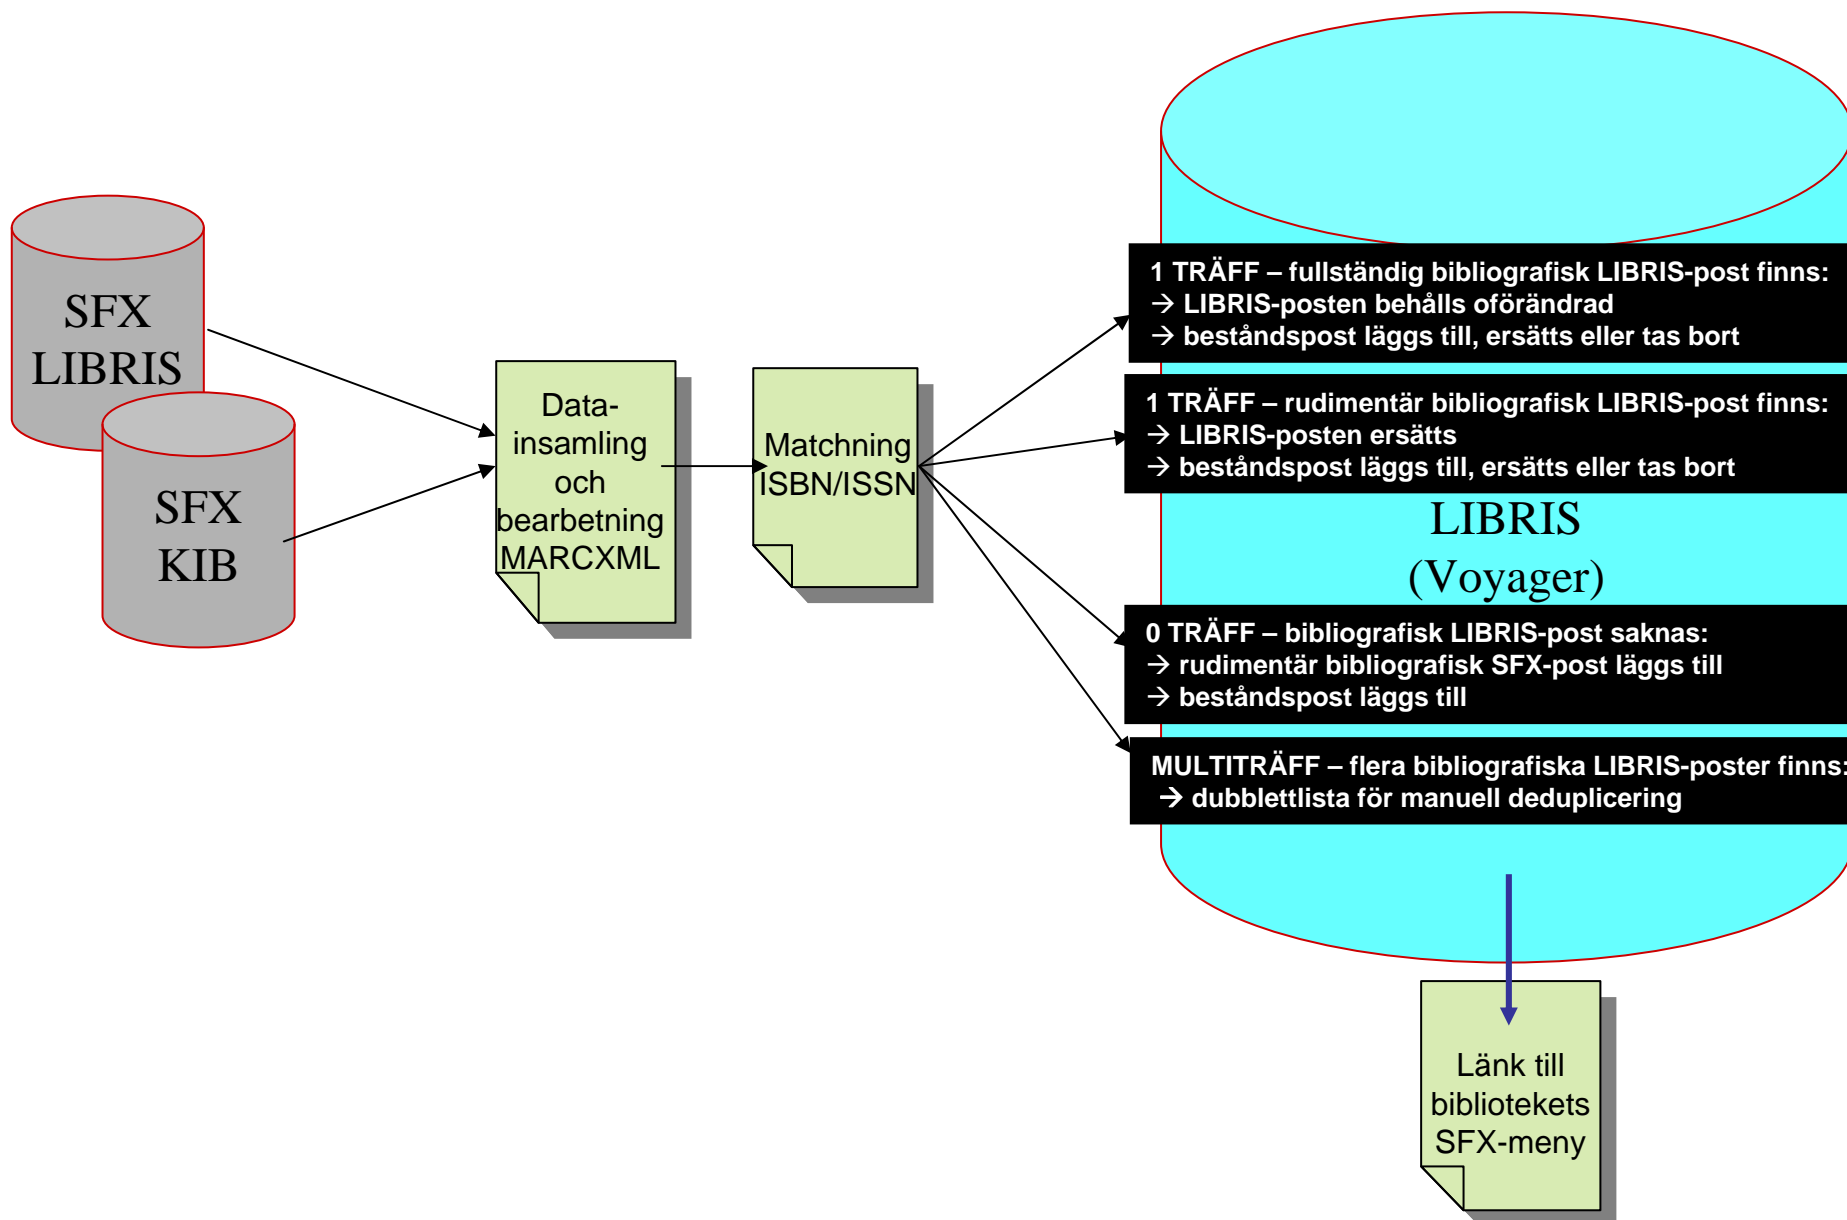 SFX
LIBRIS
SFX
KIB
Data-
insamling
och
bearbetning
MARCXML
Matchning
ISBN/ISSN
1 TRÄFF – fullständig bibliografisk LIBRIS-post finns:
→ LIBRIS-posten behålls oförändrad
→ beståndspost läggs till, ersätts eller tas bort
1 TRÄFF – rudimentär bibliografisk LIBRIS-post finns:
→ LIBRIS-posten ersätts
→ beståndspost läggs till, ersätts eller tas bort
LIBRIS
(Voyager)
0 TRÄFF – bibliografisk LIBRIS-post saknas:
→ rudimentär bibliografisk SFX-post läggs till
→ beståndspost läggs till
MULTITRÄFF – flera bibliografiska LIBRIS-poster finns:
→ dubblettlista för manuell deduplicering
Länk till
bibliotekets
SFX-meny